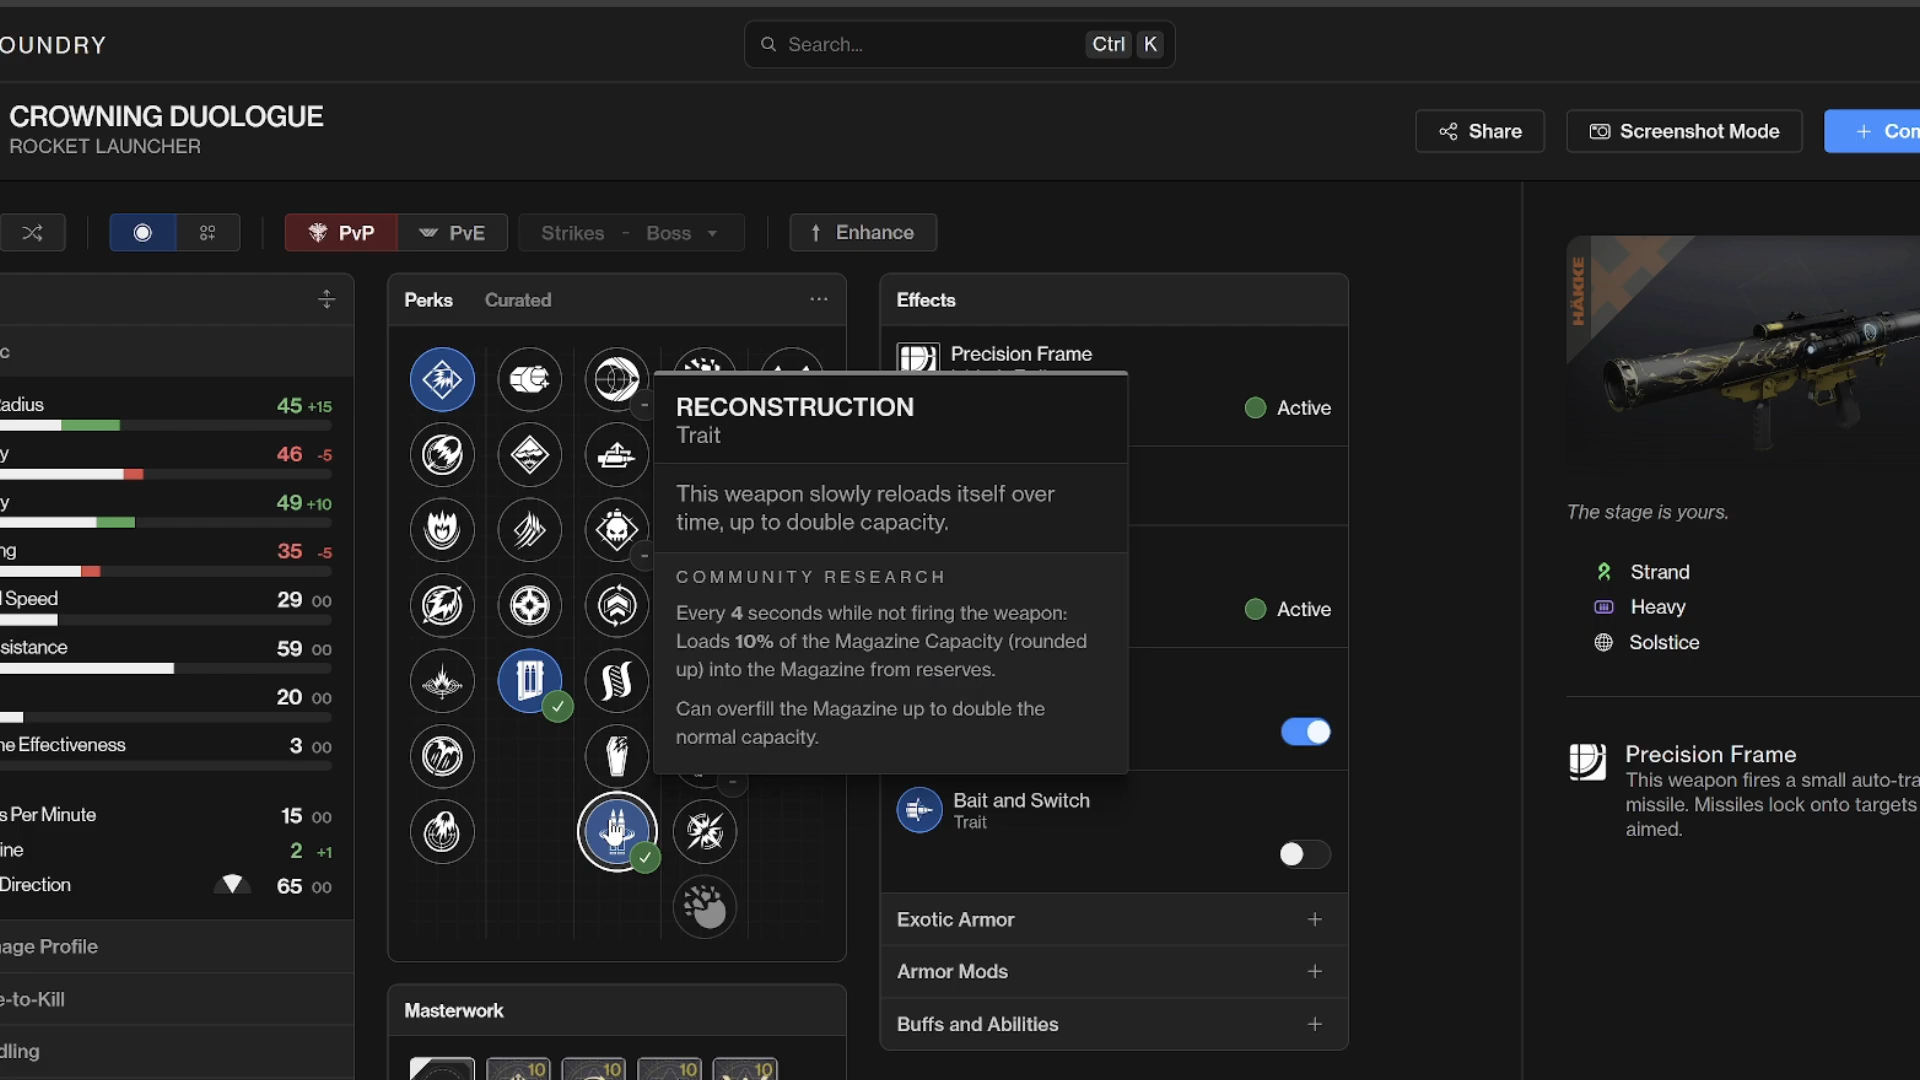 OUNDRY
Search...
Ctrl K
CROWNING DUOLOGUE
ROCKET LAUNCHER
Share
Screenshot Mode
+ Com
PvP
PvE
Strikes - Boss
Enhance
c
adius 45 +15
y 46 -5
y 49 +10
ng 35 -5
l Speed 29 00
sistance 59 00
20 00
ne Effectiveness 3 00
s Per Minute 15 00
ine 2 +1
Direction 65 00
age Profile
e-to-Kill
dling
Perks
Curated
RECONSTRUCTION
Trait
This weapon slowly reloads itself over
time, up to double capacity.
COMMUNITY RESEARCH
Every 4 seconds while not firing the weapon:
Loads 10% of the Magazine Capacity (rounded
up) into the Magazine from reserves.
Can overfill the Magazine up to double the
normal capacity.
Masterwork
10
10
10
10
Effects
Precision Frame
Active
Active
Bait and Switch
Trait
Exotic Armor +
Armor Mods +
Buffs and Abilities +
HÄKKE
The stage is yours.
Strand
Heavy
Solstice
Precision Frame
This weapon fires a small auto-tra
missile. Missiles lock onto targets
aimed.